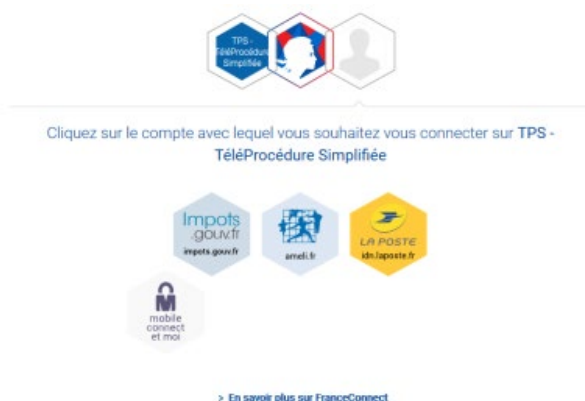 TPS -
TéléProcédure
Simplifiée
Cliquez sur le compte avec lequel vous souhaitez vous connecter sur TPS -
TéléProcédure Simplifiée
Impots
.gouv.fr
impots.gouv.fr
ameli.fr
LA POSTE
idn.laposte.fr
M
mobile
connect
et moi
> En savoir plus sur FranceConnect